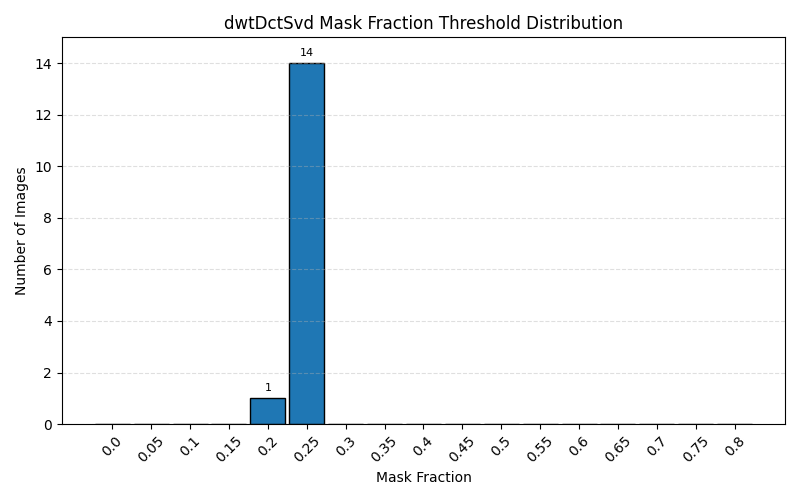 dwtDctSvd Mask Fraction Threshold Distribution
14
1
14
12
10
8
6
4
2
0
Number of Images
0.0 0.05 0.1 0.15 0.2 0.25 0.3 0.35 0.4 0.45 0.5 0.55 0.6 0.65 0.7 0.75 0.8
Mask Fraction